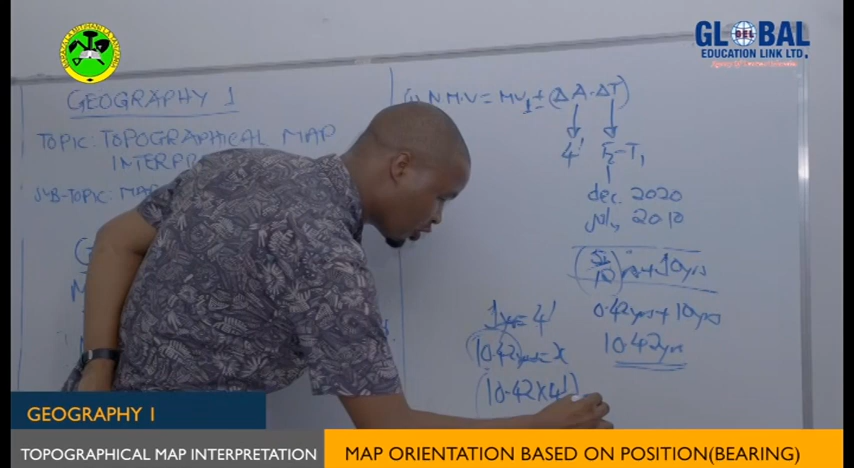 GLOBAL
GEL
EDUCATION LINK LTD,
GEOGRAPHY 1
TOPIC: TOPOGRAPHICAL MAP
INTERPR
SUB-TOPIC: MAP
N.M.V = MV₁ ± (ΔA × ΔT)
4' T₂-T₁
dec. 2020
july 2010
(5/12)yrs+10yrs
0.42yrs + 10yrs
10.42yrs
1yr = 4'
10.42yrs = x
(10.42 x 4')
GEOGRAPHY 1
TOPOGRAPHICAL MAP INTERPRETATION
MAP ORIENTATION BASED ON POSITION(BEARING)